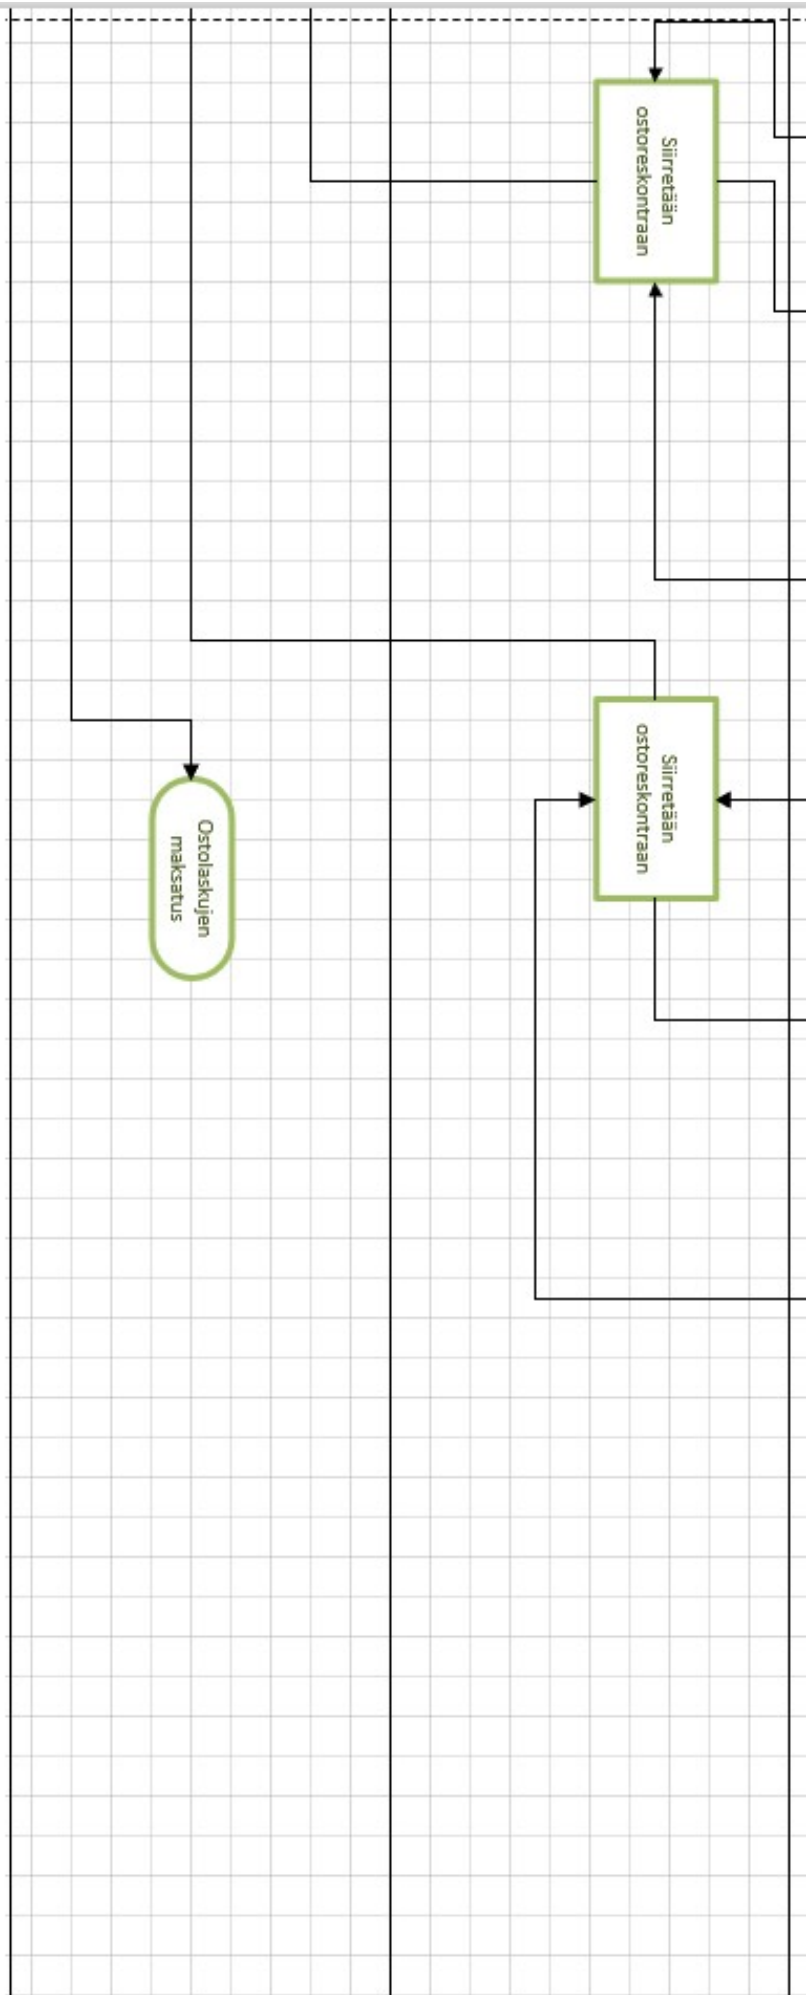 Siirretään
ostoreskontraan
Siirretään
ostoreskontraan
Ostolaskujen
maksatus